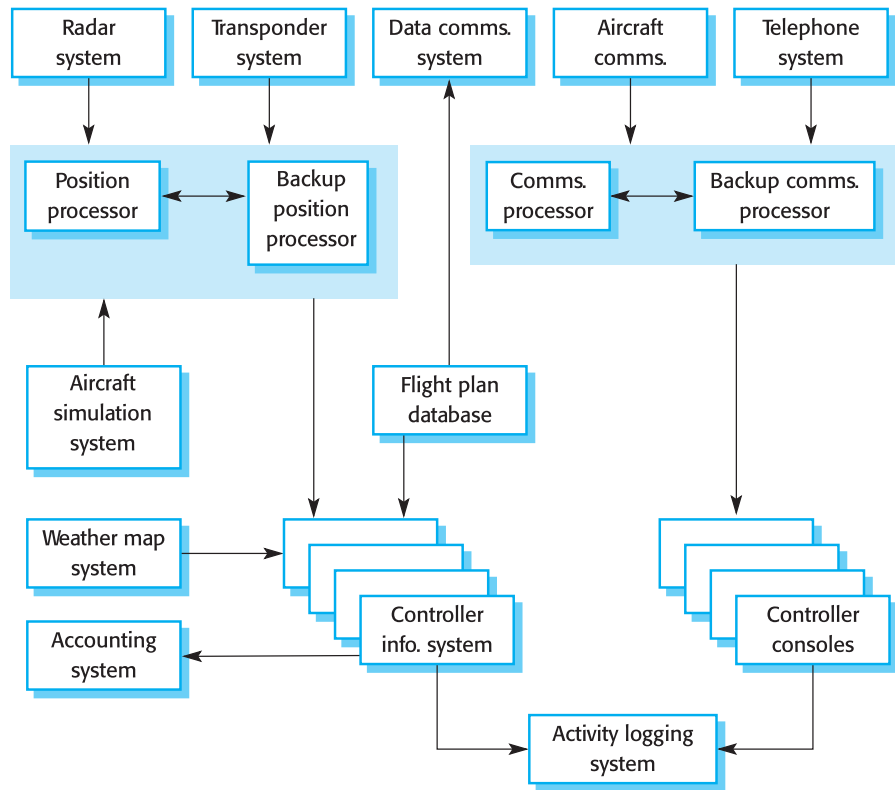 Radar
system
Transponder
system
Data comms.
system
Aircraft
comms.
Telephone
system
Position
processor
Backup
position
processor
Comms.
processor
Backup comms.
processor
Aircraft
simulation
system
Flight plan
database
Weather map
system
Controller
info. system
Controller
consoles
Accounting
system
Activity logging
system